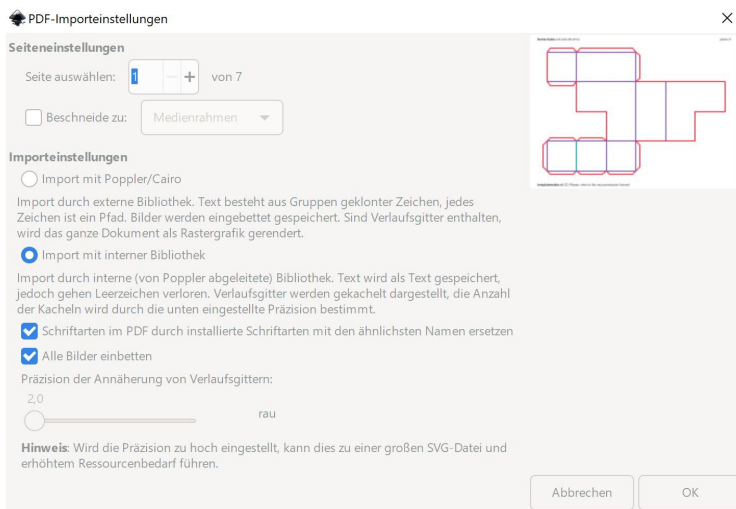 PDF-Importeinstellungen
Seiteneinstellungen
Seite auswählen: 1 − + von 7
Beschneide zu: Medienrahmen
Importeinstellungen
Import mit Poppler/Cairo
Import durch externe Bibliothek. Text besteht aus Gruppen geklonter Zeichen, jedes
Zeichen ist ein Pfad. Bilder werden eingebettet gespeichert. Sind Verlaufsgitter enthalten,
wird das ganze Dokument als Rastergrafik gerendert.
Import mit interner Bibliothek
Import durch interne (von Poppler abgeleitete) Bibliothek. Text wird als Text gespeichert,
jedoch gehen Leerzeichen verloren. Verlaufsgitter werden gekachelt dargestellt, die Anzahl
der Kacheln wird durch die unten eingestellte Präzision bestimmt.
Schriftarten im PDF durch installierte Schriftarten mit den ähnlichsten Namen ersetzen
Alle Bilder einbetten
Präzision der Annäherung von Verlaufsgittern:
2,0
rau
Hinweis: Wird die Präzision zu hoch eingestellt, kann dies zu einer großen SVG-Datei und
erhöhtem Ressourcenbedarf führen.
Abbrechen
OK